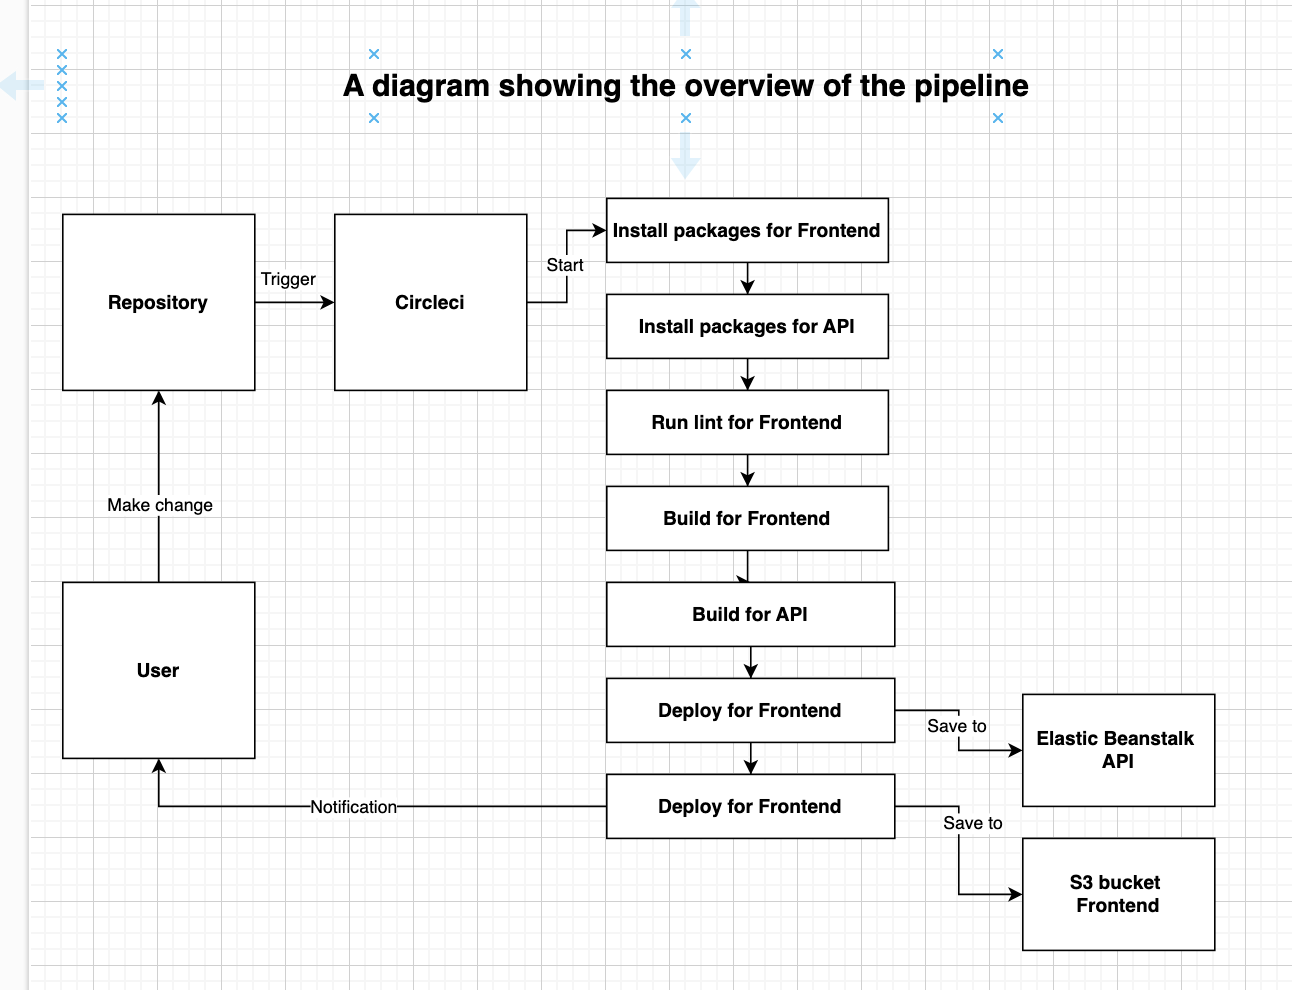 A diagram showing the overview of the pipeline
Repository
Trigger
Circleci
Start
Install packages for Frontend
Install packages for API
Run lint for Frontend
Build for Frontend
Build for API
Deploy for Frontend
Deploy for Frontend
Make change
User
Notification
Save to
Elastic Beanstalk
API
Save to
S3 bucket
Frontend